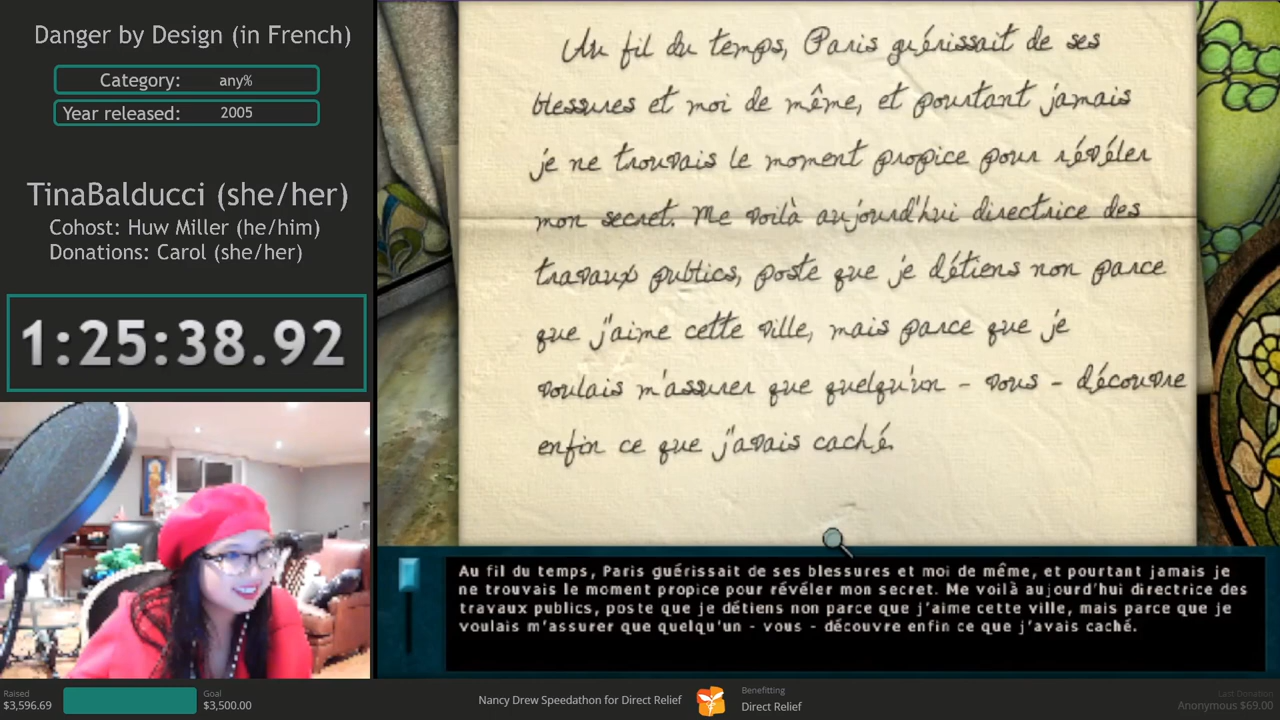 Danger by Design (in French)
Category: any%
Year released: 2005
TinaBalducci (she/her)
Cohost: Huw Miller (he/him)
Donations: Carol (she/her)
1:25:38.92
Au fil du temps, Paris guérissait de ses
blessures et moi de même, et pourtant jamais
je ne trouvais le moment propice pour révéler
mon secret. Me voilà aujourd'hui directrice des
travaux publics, poste que je détiens non parce
que j'aime cette ville, mais parce que je
voulais m'assurer que quelqu'un - vous - découvre
enfin ce que j'avais caché.
Au fil du temps, Paris guérissait de ses blessures et moi de même, et pourtant jamais je
ne trouvais le moment propice pour révéler mon secret. Me voilà aujourd'hui directrice des
travaux publics, poste que je détiens non parce que j'aime cette ville, mais parce que je
voulais m'assurer que quelqu'un - vous - découvre enfin ce que j'avais caché.
Raised
$3,596.69
Goal
$3,500.00
Nancy Drew Speedathon for Direct Relief
Benefitting
Direct Relief
Last Donation
Anonymous $69.00